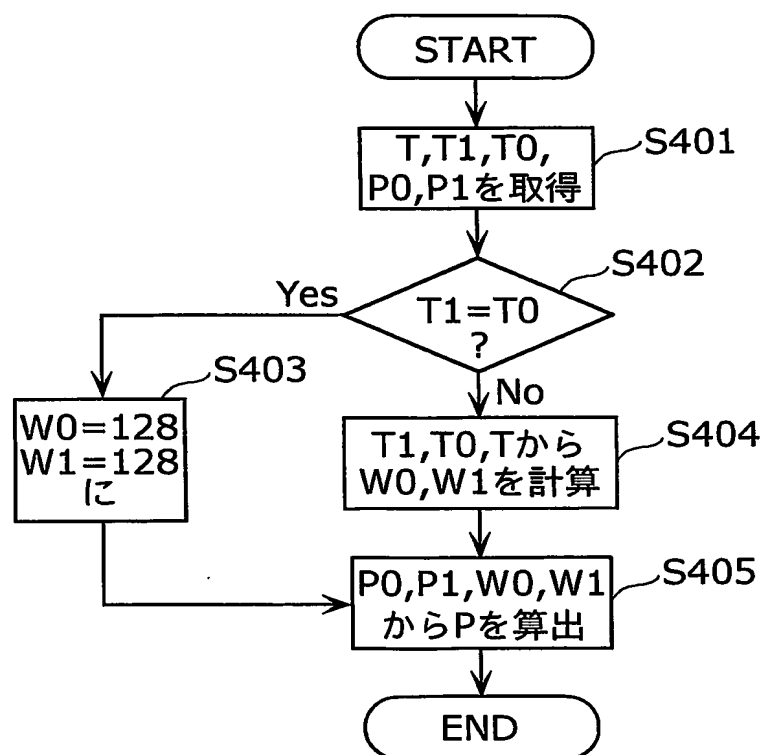 START
T,T1,T0,
P0,P1を取得
S401
S402
T1=T0
?
Yes
No
S403
W0=128
W1=128
に
S404
T1,T0,Tから
W0,W1を計算
S405
P0,P1,W0,W1
からPを算出
END